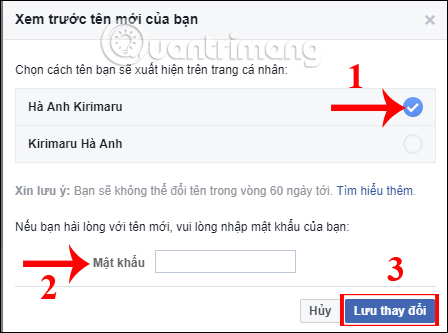 Xem trước tên mới của bạn
Quantrimang
Chọn cách tên bạn sẽ xuất hiện trên trang cá nhân:
1
Hà Anh Kirimaru
Kirimaru Hà Anh
Xin lưu ý: Bạn sẽ không thể đổi tên trong vòng 60 ngày tới. Tìm hiểu thêm.
Nếu bạn hài lòng với tên mới, vui lòng nhập mật khẩu của bạn:
2 Mật khẩu
3
Hủy Lưu thay đổi